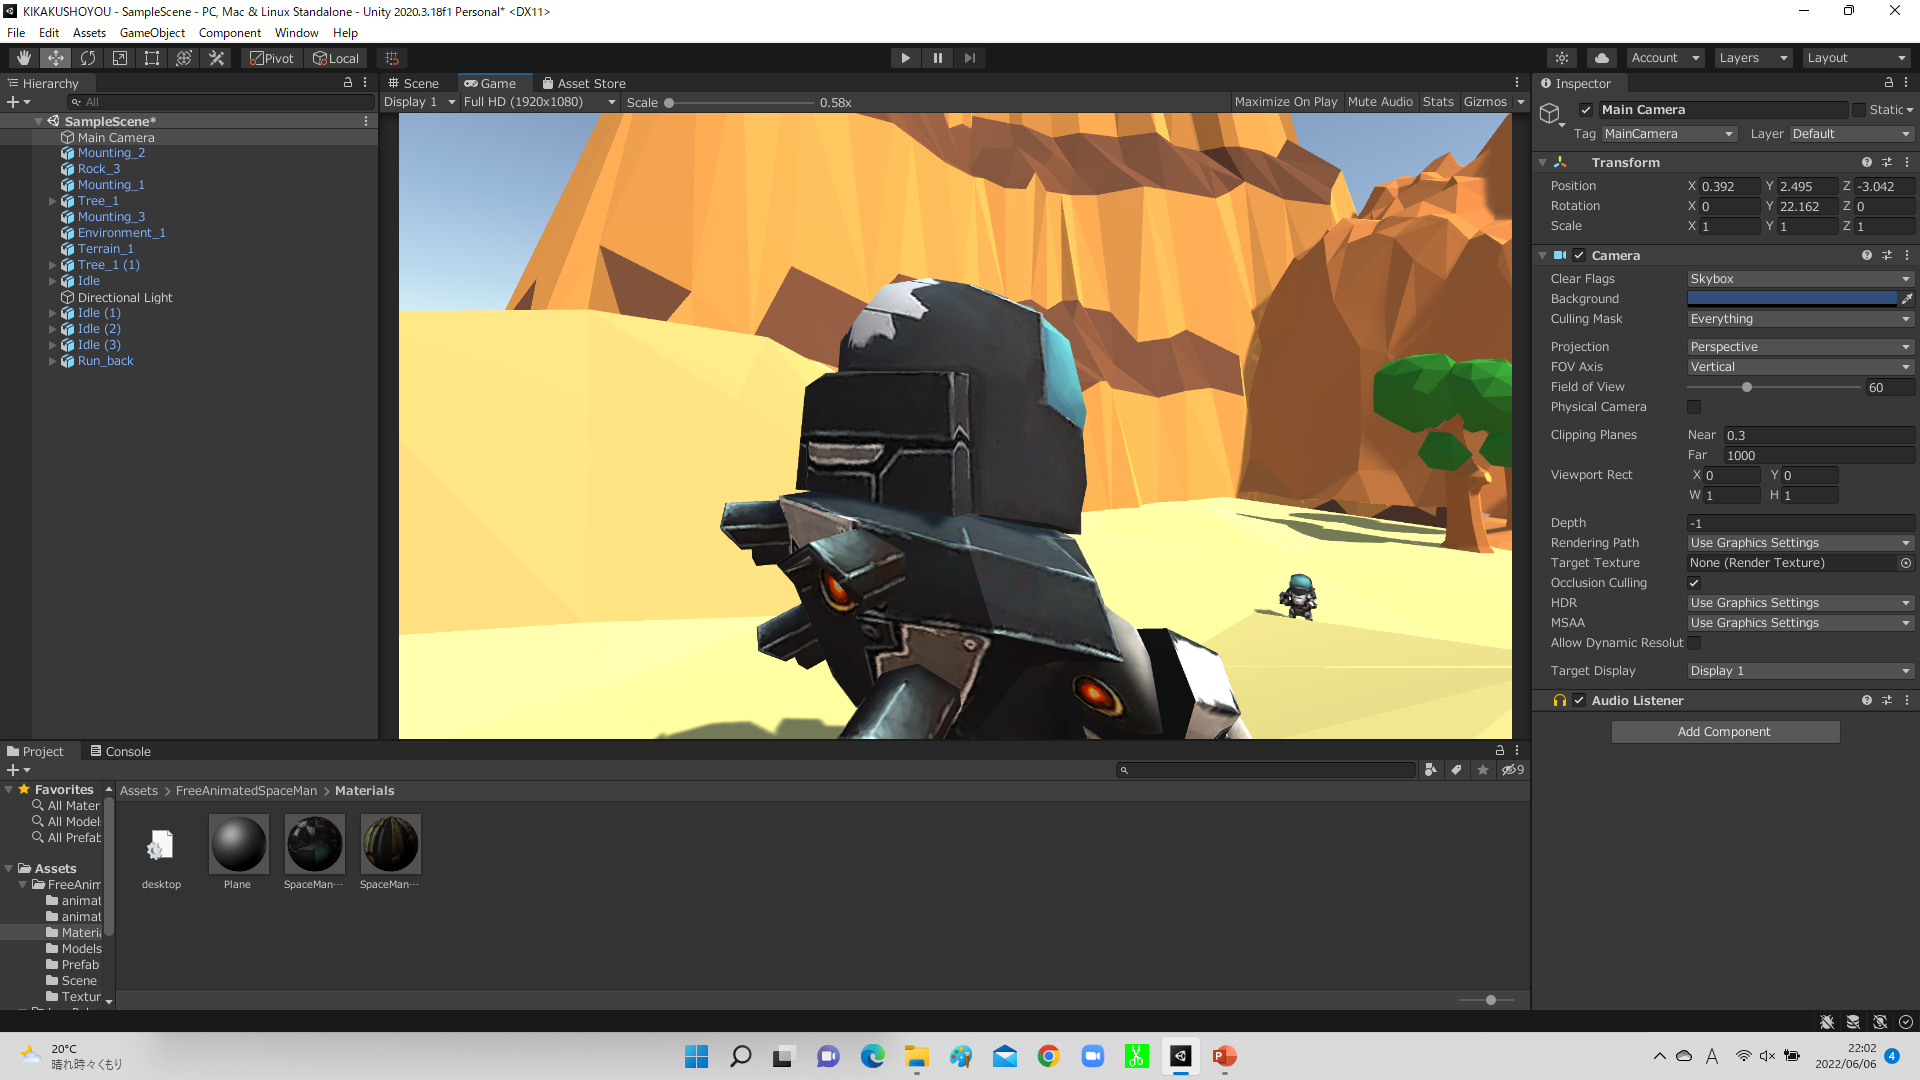 KIKAKUSHOYOU - SampleScene - PC, Mac & Linux Standalone - Unity 2020.3.18f1 Personal* <DX11>
File Edit Assets GameObject Component Window Help
Pivot Local Account Layers Layout
Hierarchy
All
SampleScene*
Main Camera
Mounting_2
Rock_3
Mounting_1
Tree_1
Mounting_3
Environment_1
Terrain_1
Tree_1 (1)
Idle
Directional Light
Idle (1)
Idle (2)
Idle (3)
Run_back
Scene Game Asset Store
Display 1 Full HD (1920x1080) Scale 0.58x Maximize On Play Mute Audio Stats Gizmos
Inspector
Main Camera Static
Tag MainCamera Layer Default
Transform
Position X 0.392 Y 2.495 Z -3.042
Rotation X 0 Y 22.162 Z 0
Scale X 1 Y 1 Z 1
Camera
Clear Flags Skybox
Background
Culling Mask Everything
Projection Perspective
FOV Axis Vertical
Field of View 60
Physical Camera
Clipping Planes Near 0.3
Far 1000
Viewport Rect X 0 Y 0
W 1 H 1
Depth -1
Rendering Path Use Graphics Settings
Target Texture None (Render Texture)
Occlusion Culling
HDR Use Graphics Settings
MSAA Use Graphics Settings
Allow Dynamic Resolut
Target Display Display 1
Audio Listener
Add Component
Project Console
9
Favorites
All Mater
All Model
All Prefab
Assets
FreeAnim
animat
animat
Materia
Models
Prefab
Scene
Textur
Assets > FreeAnimatedSpaceMan > Materials
desktop Plane SpaceMan... SpaceMan...
20°C
晴れ時々くもり
A
22:02
2022/06/06
4